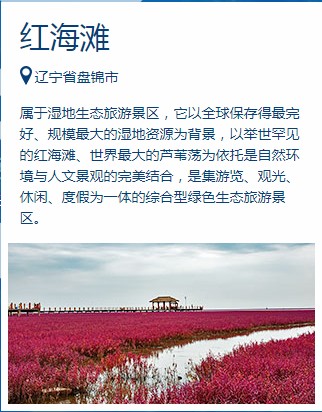 红海滩
辽宁省盘锦市
属于湿地生态旅游景区，它以全球保存得最完
好、规模最大的湿地资源为背景，以举世罕见
的红海滩、世界最大的芦苇荡为依托是自然环
境与人文景观的完美结合，是集游览、观光、
休闲、度假为一体的综合型绿色生态旅游景
区。